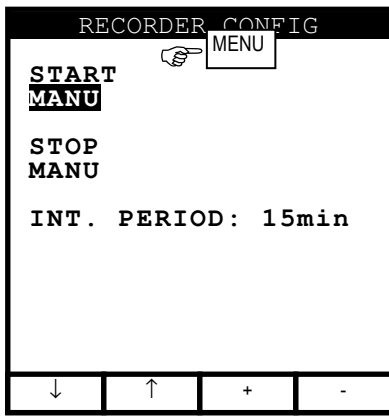 RECORDER CONFIG
MENU
START
MANU
STOP
MANU
INT. PERIOD: 15min
↓ ↑ + -